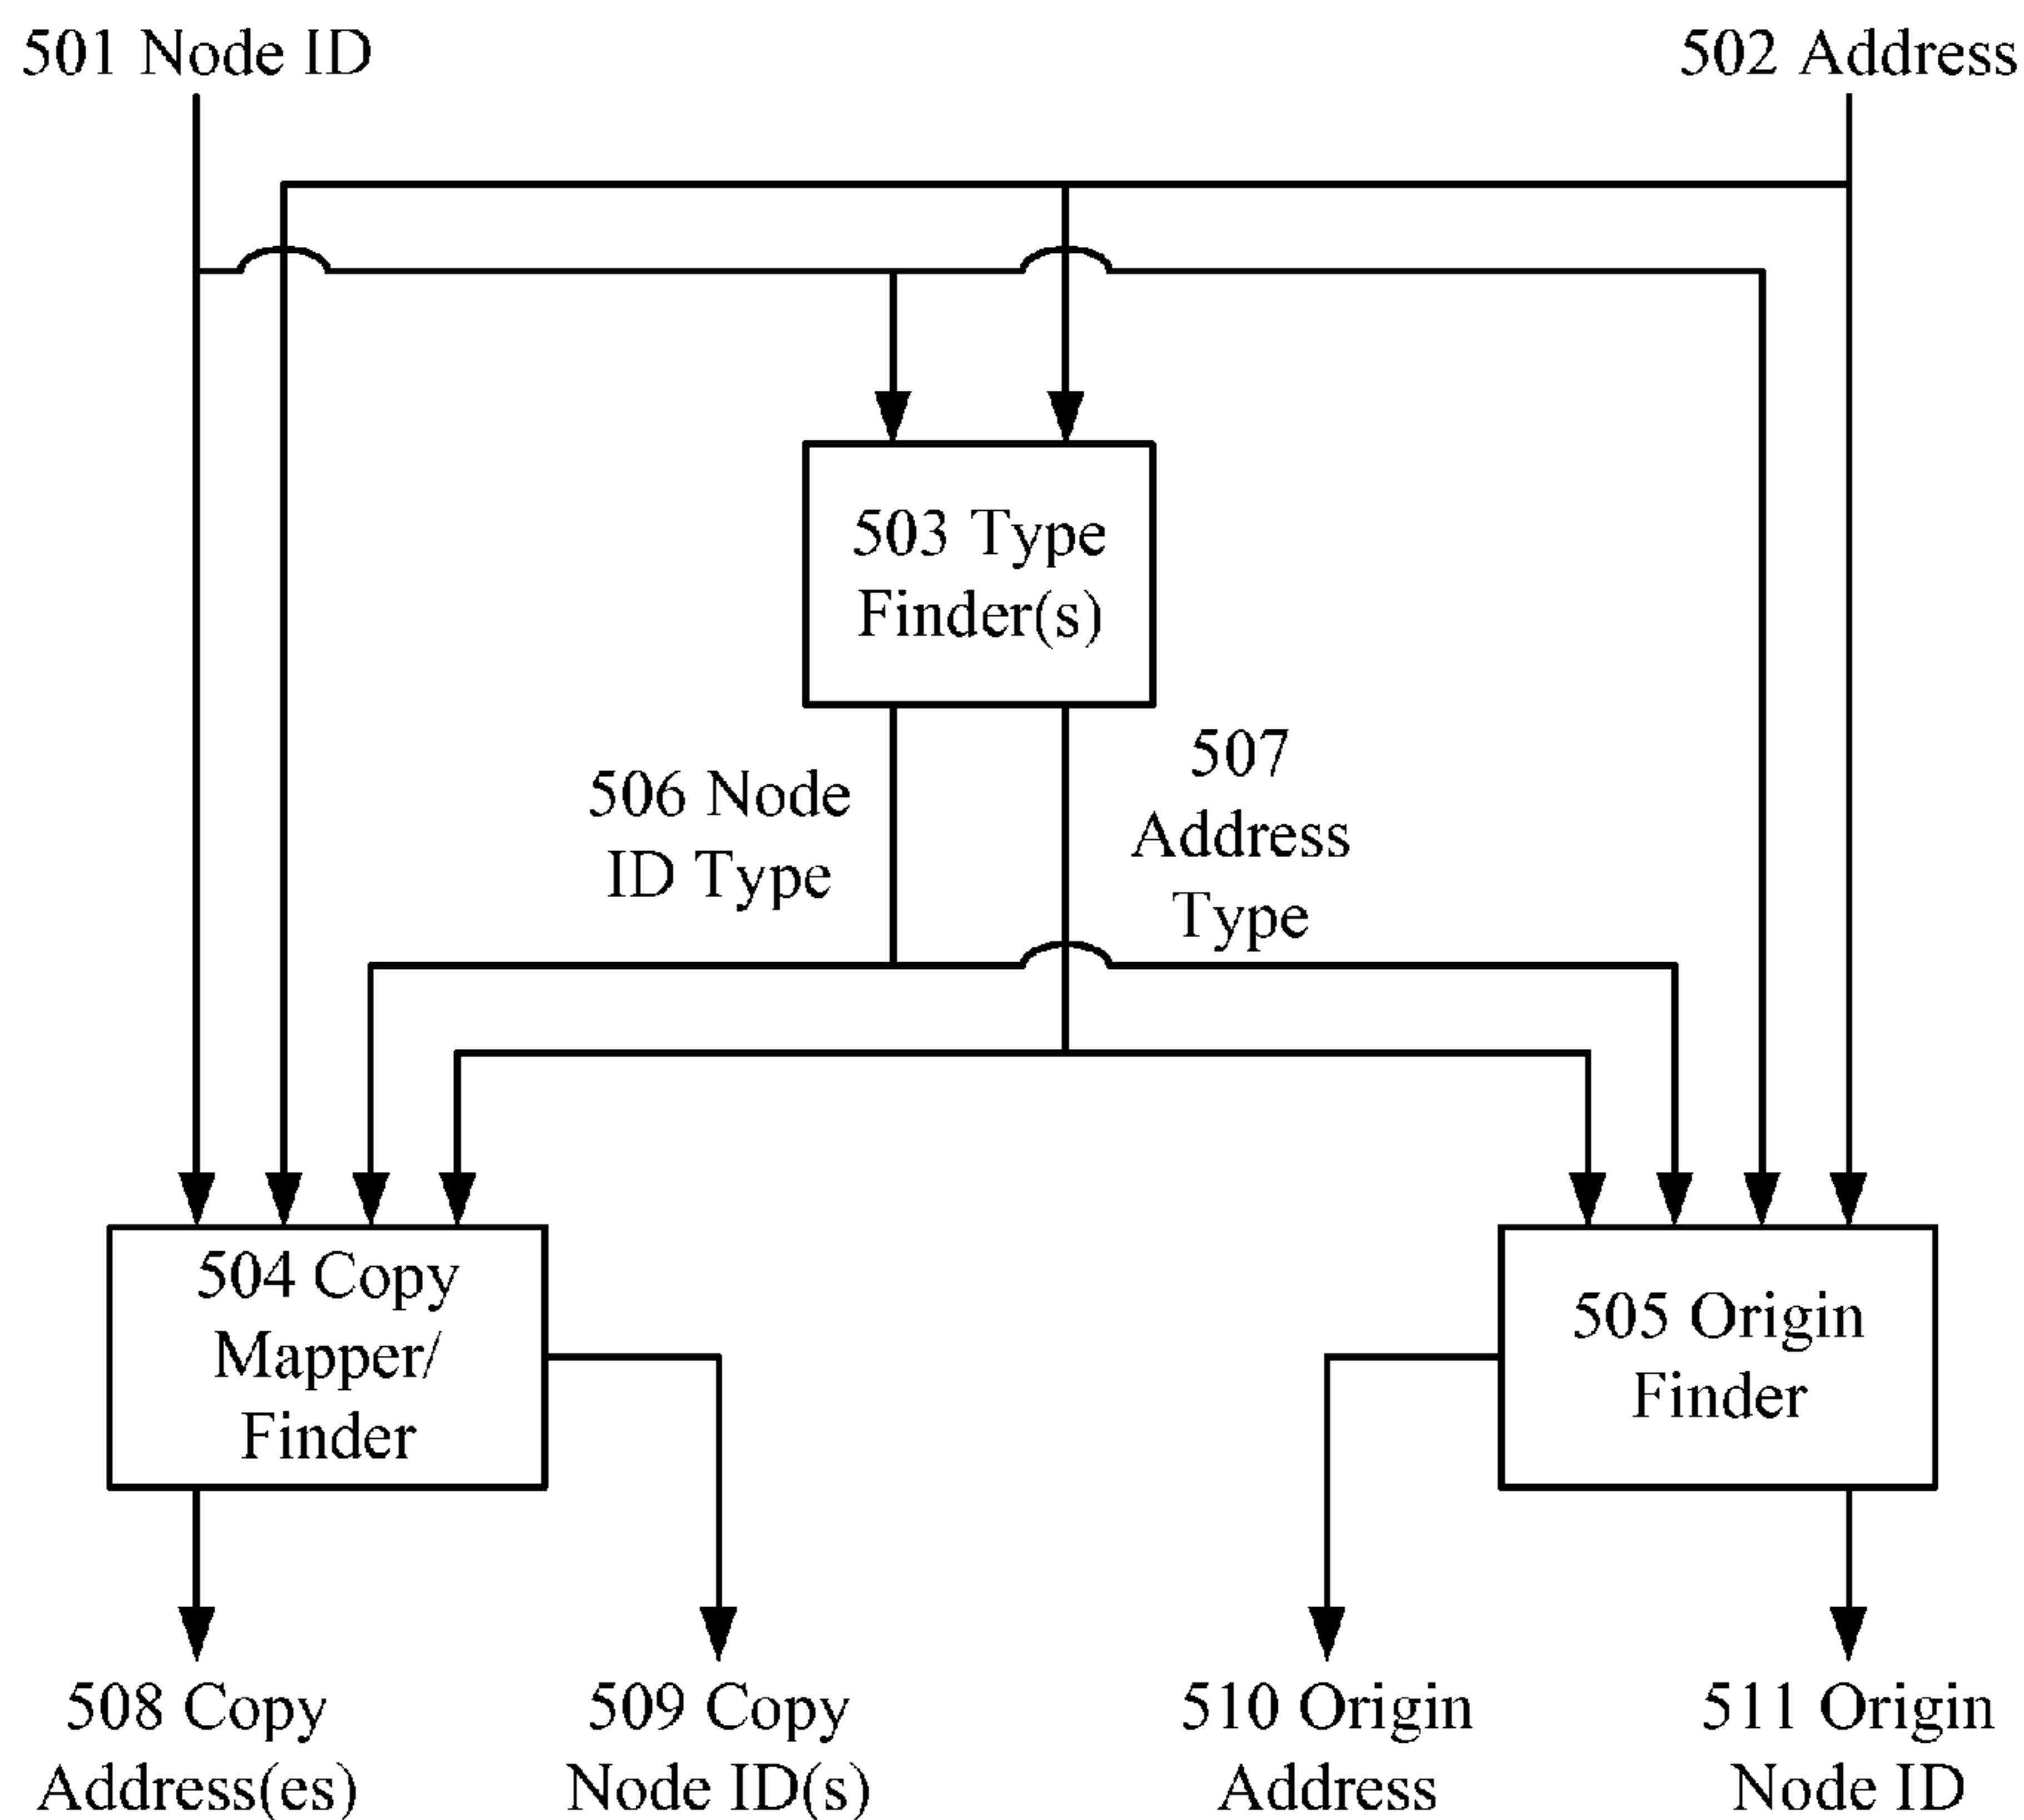 501 Node ID
502 Address
503 Type
Finder(s)
506 Node
ID Type
507
Address
Type
504 Copy
Mapper/
Finder
505 Origin
Finder
508 Copy
Address(es)
509 Copy
Node ID(s)
510 Origin
Address
511 Origin
Node ID